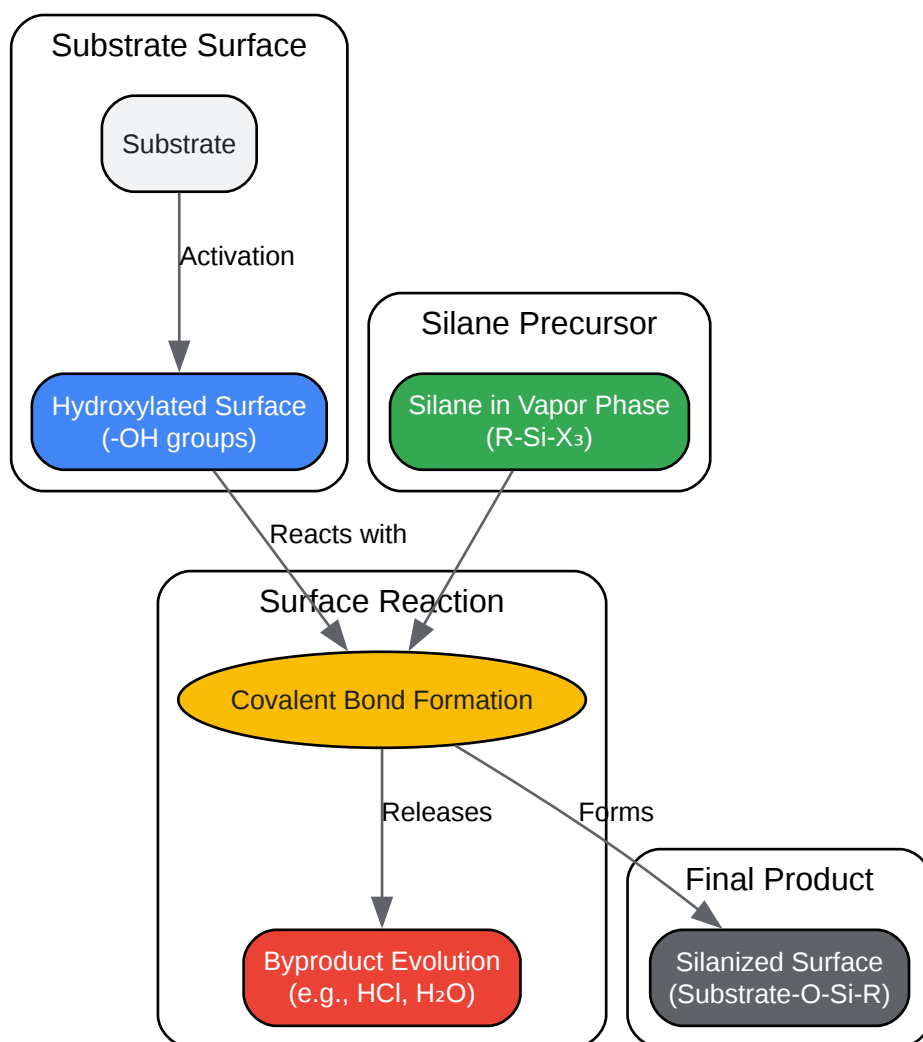 Substrate Surface
Substrate
Activation
Silane Precursor
Hydroxylated Surface
(-OH groups)
Silane in Vapor Phase
(R-Si-X₃)
Reacts with
Surface Reaction
Covalent Bond Formation
Releases
Forms
Final Product
Byproduct Evolution
(e.g., HCl, H₂O)
Silanized Surface
(Substrate-O-Si-R)